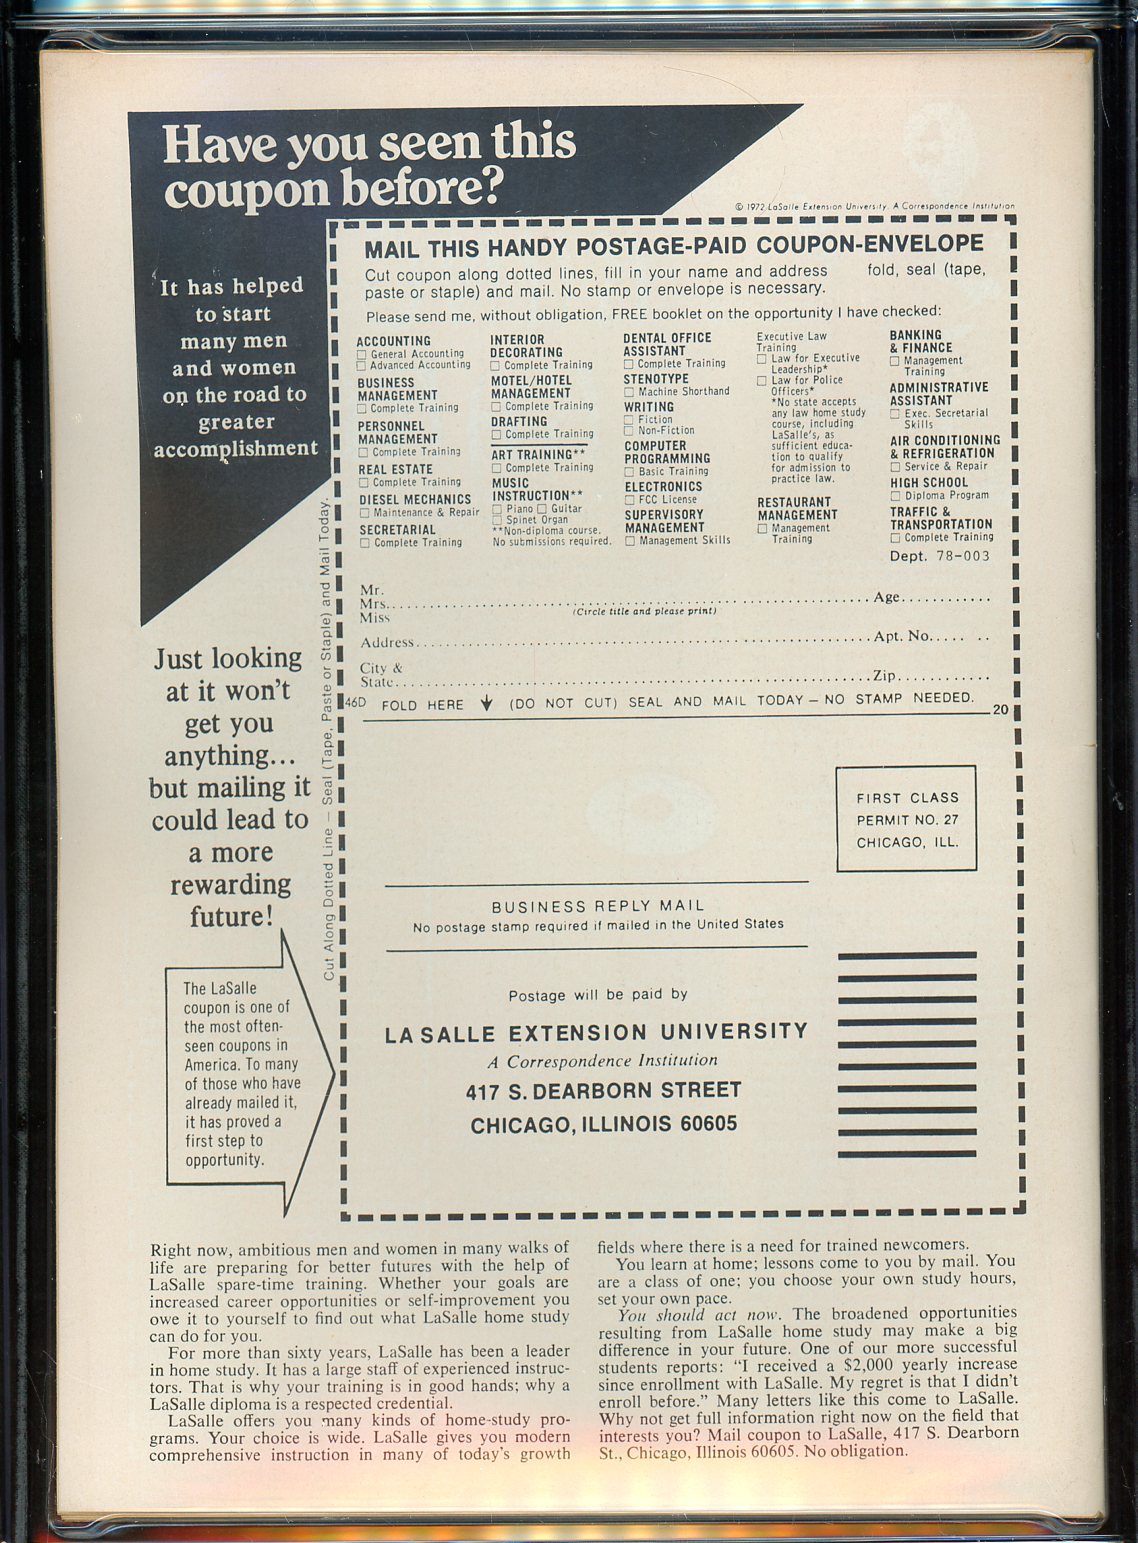 Have you seen this
coupon before?
© 1972 LaSalle Extension University. A Correspondence Institution
It has helped
to start
many men
and women
on the road to
greater
accomplishment
MAIL THIS HANDY POSTAGE-PAID COUPON-ENVELOPE
Cut coupon along dotted lines, fill in your name and address fold, seal (tape,
paste or staple) and mail. No stamp or envelope is necessary.
Please send me, without obligation, FREE booklet on the opportunity I have checked:
ACCOUNTING
☐ General Accounting
☐ Advanced Accounting
BUSINESS
MANAGEMENT
☐ Complete Training
PERSONNEL
MANAGEMENT
☐ Complete Training
REAL ESTATE
☐ Complete Training
DIESEL MECHANICS
☐ Maintenance & Repair
SECRETARIAL
☐ Complete Training
INTERIOR
DECORATING
☐ Complete Training
MOTEL/HOTEL
MANAGEMENT
☐ Complete Training
DRAFTING
☐ Complete Training
ART TRAINING**
☐ Complete Training
MUSIC
INSTRUCTION**
☐ Piano ☐ Guitar
☐ Spinet Organ
**Non-diploma course.
No submissions required.
DENTAL OFFICE
ASSISTANT
☐ Complete Training
STENOTYPE
☐ Machine Shorthand
WRITING
☐ Fiction
☐ Non-Fiction
COMPUTER
PROGRAMMING
☐ Basic Training
ELECTRONICS
☐ FCC License
SUPERVISORY
MANAGEMENT
☐ Management Skills
Executive Law
Training
☐ Law for Executive
Leadership*
☐ Law for Police
Officers*
*No state accepts
any law home study
course, including
LaSalle's, as
sufficient educa-
tion to qualify
for admission to
practice law.
RESTAURANT
MANAGEMENT
☐ Management
Training
BANKING
& FINANCE
☐ Management
Training
ADMINISTRATIVE
ASSISTANT
☐ Exec. Secretarial
Skills
AIR CONDITIONING
& REFRIGERATION
☐ Service & Repair
HIGH SCHOOL
☐ Diploma Program
TRAFFIC &
TRANSPORTATION
☐ Complete Training
Dept. 78-003
Mr.
Mrs. Age
Miss
(Circle title and please print)
Address Apt. No.
City &
State Zip
46D FOLD HERE ↓ (DO NOT CUT) SEAL AND MAIL TODAY – NO STAMP NEEDED.
20
Cut Along Dotted Line — Seal (Tape, Paste or Staple) and Mail Today.
Just looking
at it won't
get you
anything...
but mailing it
could lead to
a more
rewarding
future!
FIRST CLASS
PERMIT NO. 27
CHICAGO, ILL.
BUSINESS REPLY MAIL
No postage stamp required if mailed in the United States
Postage will be paid by
LA SALLE EXTENSION UNIVERSITY
A Correspondence Institution
417 S. DEARBORN STREET
CHICAGO, ILLINOIS 60605
The LaSalle
coupon is one of
the most often-
seen coupons in
America. To many
of those who have
already mailed it,
it has proved a
first step to
opportunity.
Right now, ambitious men and women in many walks of
life are preparing for better futures with the help of
LaSalle spare-time training. Whether your goals are
increased career opportunities or self-improvement you
owe it to yourself to find out what LaSalle home study
can do for you.
For more than sixty years, LaSalle has been a leader
in home study. It has a large staff of experienced instruc-
tors. That is why your training is in good hands; why a
LaSalle diploma is a respected credential.
LaSalle offers you many kinds of home-study pro-
grams. Your choice is wide. LaSalle gives you modern
comprehensive instruction in many of today's growth
fields where there is a need for trained newcomers.
You learn at home; lessons come to you by mail. You
are a class of one; you choose your own study hours,
set your own pace.
You should act now. The broadened opportunities
resulting from LaSalle home study may make a big
difference in your future. One of our more successful
students reports: "I received a $2,000 yearly increase
since enrollment with LaSalle. My regret is that I didn't
enroll before." Many letters like this come to LaSalle.
Why not get full information right now on the field that
interests you? Mail coupon to LaSalle, 417 S. Dearborn
St., Chicago, Illinois 60605. No obligation.